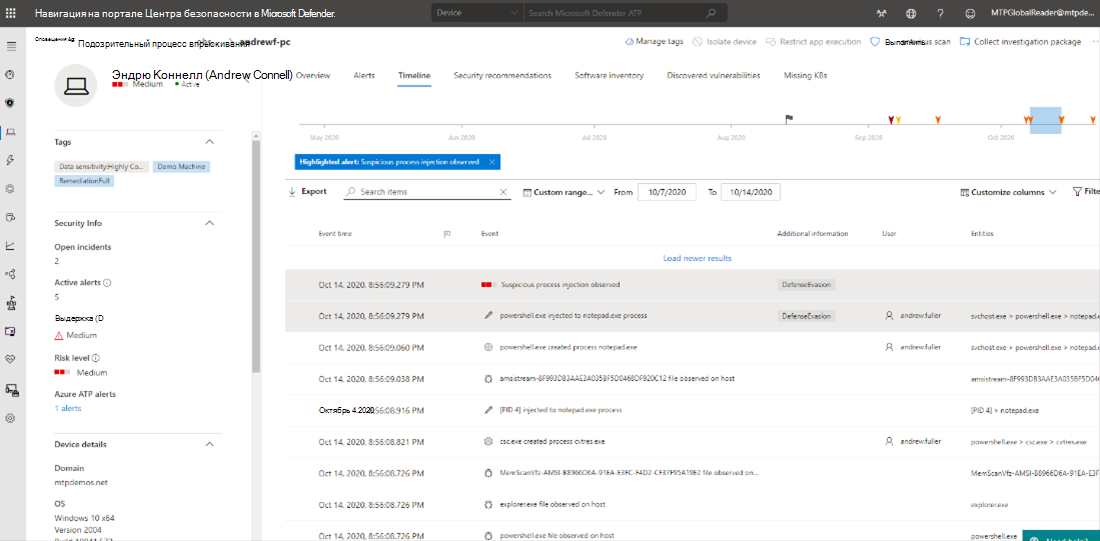 Навигация на портале Центра безопасности в Microsoft Defender.
Device
Search Microsoft Defender ATP
MTPGlobalReader@mtpde...
Оповещения
Подозрительный процесс впрыскивания
andrewf-pc
Manage tags
Isolate device
Restrict app execution
Выполнить
scan
Collect investigation package
...
Эндрю Коннелл (Andrew Connell)
Medium
Active
Overview
Alerts
Timeline
Security recommendations
Software inventory
Discovered vulnerabilities
Missing KBs
May 2020
Jun 2020
Jul 2020
Aug 2020
Sep 2020
Oct 2020
Tags
Data sensitivity:Highly Co...
Demo Machine
RemediationFull
Highlighted alert: Suspicious process injection observed
Export
Search items
Custom range...
From
10/7/2020
To
10/14/2020
Customize columns
Filte
Security Info
Open incidents
2
Active alerts
5
Выдержка (D
Medium
Risk level
Medium
Azure ATP alerts
1 alerts
Device details
Domain
mtpdemos.net
OS
Windows 10 x64
Version 2004
Event time
Event
Additional information
User
Entities
Load newer results
Oct 14, 2020, 8:56:09.279 PM
Suspicious process injection observed
DefenseEvasion
Oct 14, 2020, 8:56:09.279 PM
powershell.exe injected to notepad.exe process
DefenseEvasion
andrew.fuller
svchost.exe > powershell.exe > notepad.e
Oct 14, 2020, 8:56:09.060 PM
powershell.exe created process notepad.exe
andrew.fuller
svchost.exe > powershell.exe > notepad.e
Oct 14, 2020, 8:56:09.038 PM
amsistream-8F993DB3AA035BF5D0468DF920C12 file observed on host
amsistream-8F993DB3AA035BF5D0468
Октябрь 4.2020
8:56:08.916 PM
[PID 4] injected to notepad.exe process
[PID 4] > notepad.exe
Oct 14, 2020, 8:56:08.821 PM
csc.exe created process cvtres.exe
andrew.fuller
powershell.exe > csc.exe > cvtres.exe
Oct 14, 2020, 8:56:08.726 PM
MemScanVfz-AMSI-B8966D6A-91EA-E3FC-F4D2-CF37F95A19E2 file observed on...
MemScanVfz-AMSI-B8966D6A-91EA-E3
Oct 14, 2020, 8:56:08.726 PM
explorer.exe file observed on host
explorer.exe
Oct 14, 2020, 8:56:08.726 PM
powershell.exe file observed on host
powershell.exe
Need help?